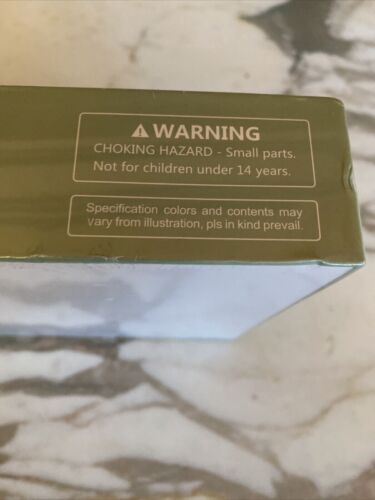 ⚠ WARNING
CHOKING HAZARD - Small parts.
Not for children under 14 years.
Specification colors and contents may
vary from illustration, pls in kind prevail.